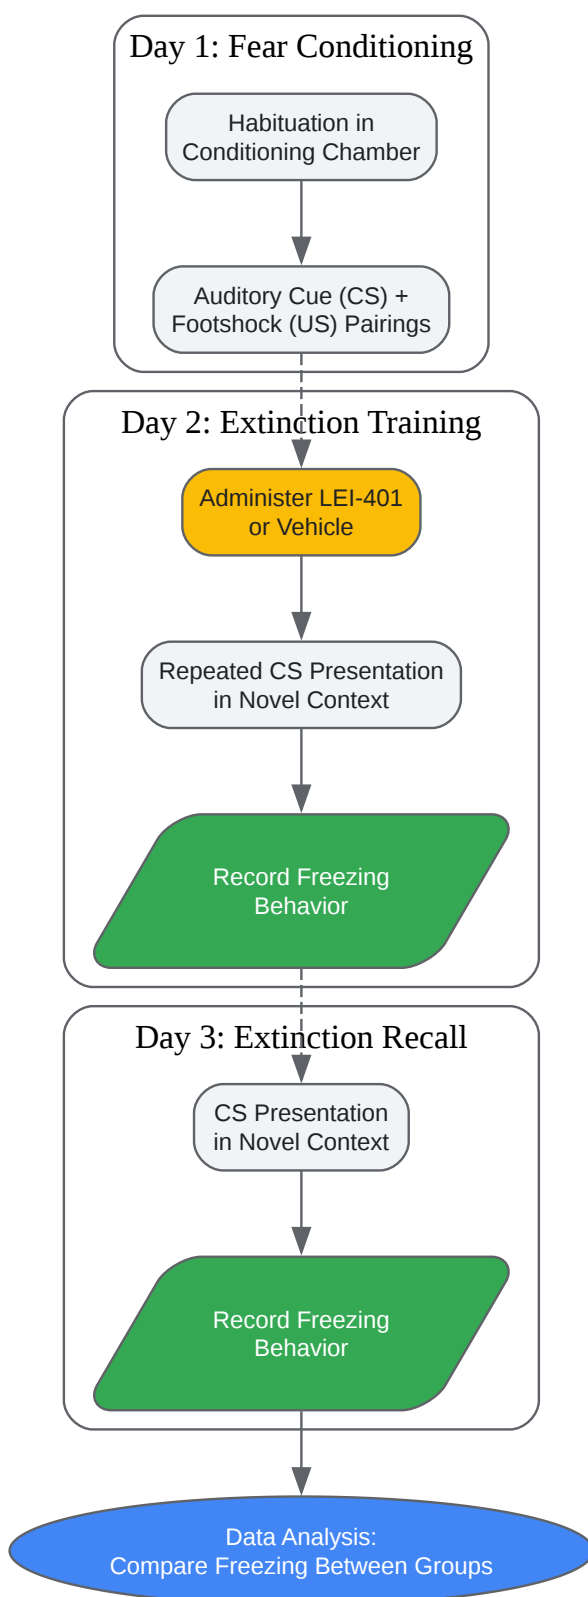 Day 1: Fear Conditioning
Habituation in
Conditioning Chamber
Auditory Cue (CS) +
Footshock (US) Pairings
Day 2: Extinction Training
Administer LEI-401
or Vehicle
Repeated CS Presentation
in Novel Context
Record Freezing
Behavior
Day 3: Extinction Recall
CS Presentation
in Novel Context
Record Freezing
Behavior
Data Analysis:
Compare Freezing Between Groups